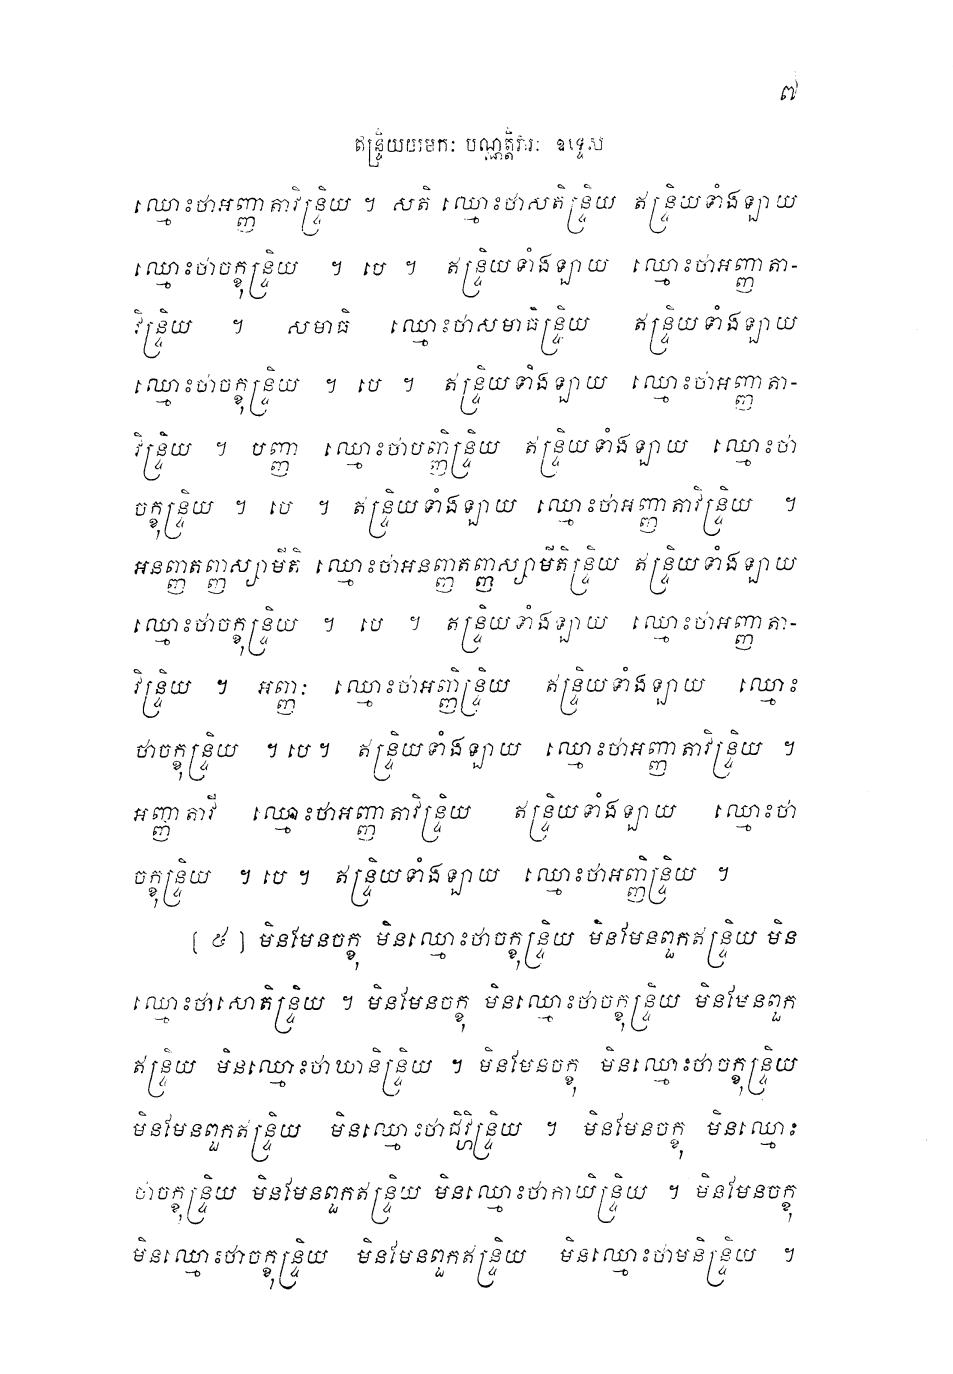 ៧
ឥន្ទ្រិយយមក: បណ្ណត្តិវារ: ឧទ្ទេស
ឈ្មោះថាអញ្ញាតាវិន្ទ្រិយ ។ សតិ ឈ្មោះថាសតិន្ទ្រិយ ឥន្ទ្រិយទាំងឡាយ
ឈ្មោះថាចក្ខុន្ទ្រិយ ។ បេ ។ ឥន្ទ្រិយទាំងឡាយ ឈ្មោះថាអញ្ញាតា-
វិន្ទ្រិយ ។ សមាធិ ឈ្មោះថាសមាធិន្ទ្រិយ ឥន្ទ្រិយទាំងឡាយ
ឈ្មោះថាចក្ខុន្ទ្រិយ ។ បេ ។ ឥន្ទ្រិយទាំងឡាយ ឈ្មោះថាអញ្ញាតា-
វិន្ទ្រិយ ។ បញ្ញា ឈ្មោះថាបញ្ញិន្ទ្រិយ ឥន្ទ្រិយទាំងឡាយ ឈ្មោះថា
ចក្ខុន្ទ្រិយ ។ បេ ។ ឥន្ទ្រិយទាំងឡាយ ឈ្មោះថាអញ្ញាតាវិន្ទ្រិយ ។
អនញ្ញតញ្ញស្សាមីតិ ឈ្មោះថាអនញ្ញតញ្ញស្សាមីតិន្ទ្រិយ ឥន្ទ្រិយទាំងឡាយ
ឈ្មោះថាចក្ខុន្ទ្រិយ ។ បេ ។ ឥន្ទ្រិយទាំងឡាយ ឈ្មោះថាអញ្ញាតា-
វិន្ទ្រិយ ។ អញ្ញ: ឈ្មោះថាអញ្ញិន្ទ្រិយ ឥន្ទ្រិយទាំងឡាយ ឈ្មោះ
ថាចក្ខុន្ទ្រិយ ។ បេ ។ ឥន្ទ្រិយទាំងឡាយ ឈ្មោះថាអញ្ញាតាវិន្ទ្រិយ ។
អញ្ញាតាវី ឈ្មោះថាអញ្ញាតាវិន្ទ្រិយ ឥន្ទ្រិយទាំងឡាយ ឈ្មោះថា
ចក្ខុន្ទ្រិយ ។ បេ ។ ឥន្ទ្រិយទាំងឡាយ ឈ្មោះថាអញ្ញិន្ទ្រិយ ។
[ ៥ ] មិនមែនចក្ខុ មិនឈ្មោះថាចក្ខុន្ទ្រិយ មិនមែនពួកឥន្ទ្រិយ មិន
ឈ្មោះថាសោតិន្ទ្រិយ ។ មិនមែនចក្ខុ មិនឈ្មោះថាចក្ខុន្ទ្រិយ មិនមែនពួក
ឥន្ទ្រិយ មិនឈ្មោះថាឃានិន្ទ្រិយ ។ មិនមែនចក្ខុ មិនឈ្មោះថាចក្ខុន្ទ្រិយ
មិនមែនពួកឥន្ទ្រិយ មិនឈ្មោះថាជិវ្ហិន្ទ្រិយ ។ មិនមែនចក្ខុ មិនឈ្មោះ
ថាចក្ខុន្ទ្រិយ មិនមែនពួកឥន្ទ្រិយ មិនឈ្មោះថាកាយិន្ទ្រិយ ។ មិនមែនចក្ខុ
មិនឈ្មោះថាចក្ខុន្ទ្រិយ មិនមែនពួកឥន្ទ្រិយ មិនឈ្មោះថាមនិន្ទ្រិយ ។